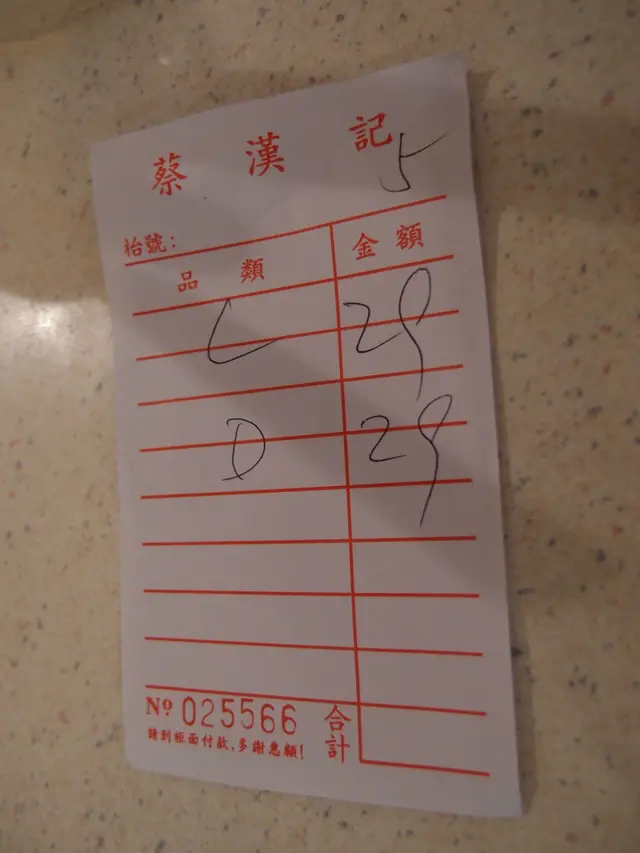 蔡漢記
5
枱號：
品類 金額
C 29
D 29
Nº 025566 合計
請到柜面付款，多謝惠顧！